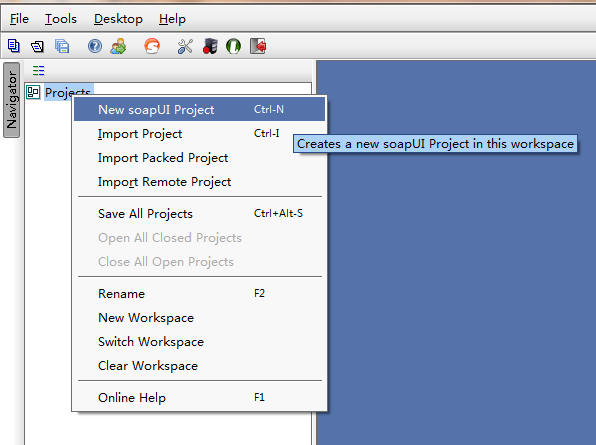 File Tools Desktop Help
Navigator
Projects
New soapUI Project Ctrl-N
Import Project Ctrl-I
Creates a new soapUI Project in this workspace
Import Packed Project
Import Remote Project
Save All Projects Ctrl+Alt-S
Open All Closed Projects
Close All Open Projects
Rename F2
New Workspace
Switch Workspace
Clear Workspace
Online Help F1